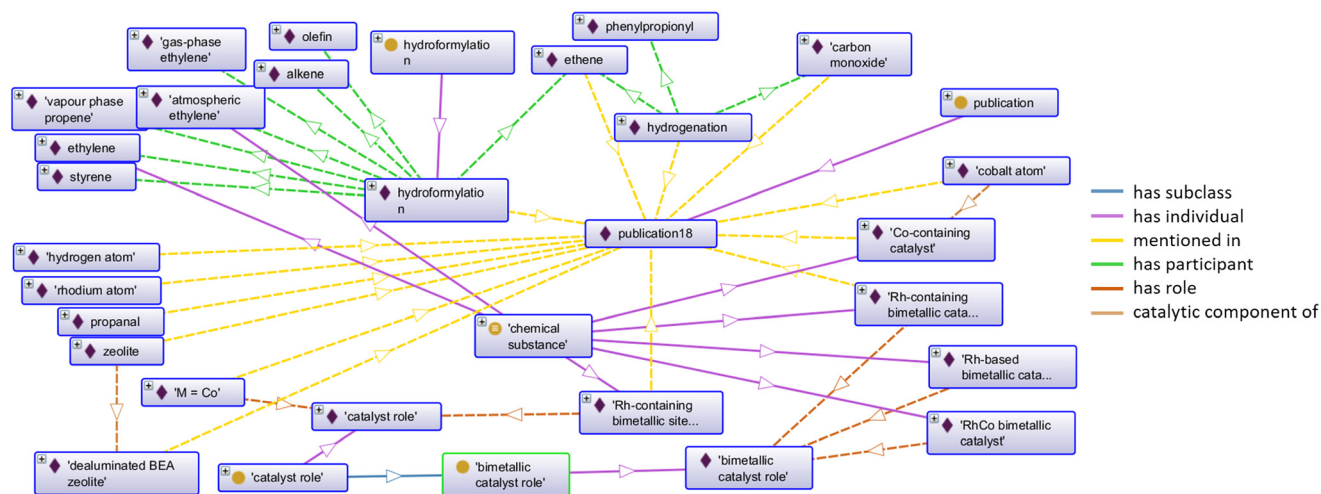 phenylpropionyl
'gas-phase
ethylene'
olefin
hydroformylatio
n
ethene
'carbon
monoxide'
alkene
'vapour phase
propene'
'atmospheric
ethylene'
publication
hydrogenation
ethylene
styrene
'cobalt atom'
hydroformylatio
n
publication18
'Co-containing
catalyst'
has subclass
has individual
mentioned in
has participant
has role
catalytic component of
'hydrogen atom'
'rhodium atom'
propanal
zeolite
'chemical
substance'
'Rh-containing
bimetallic cata...
'Rh-based
bimetallic cata...
'M = Co'
'catalyst role'
'Rh-containing
bimetallic site...
'RhCo bimetallic
catalyst'
'dealuminated BEA
zeolite'
'catalyst role'
'bimetallic
catalyst role'
'bimetallic
catalyst role'